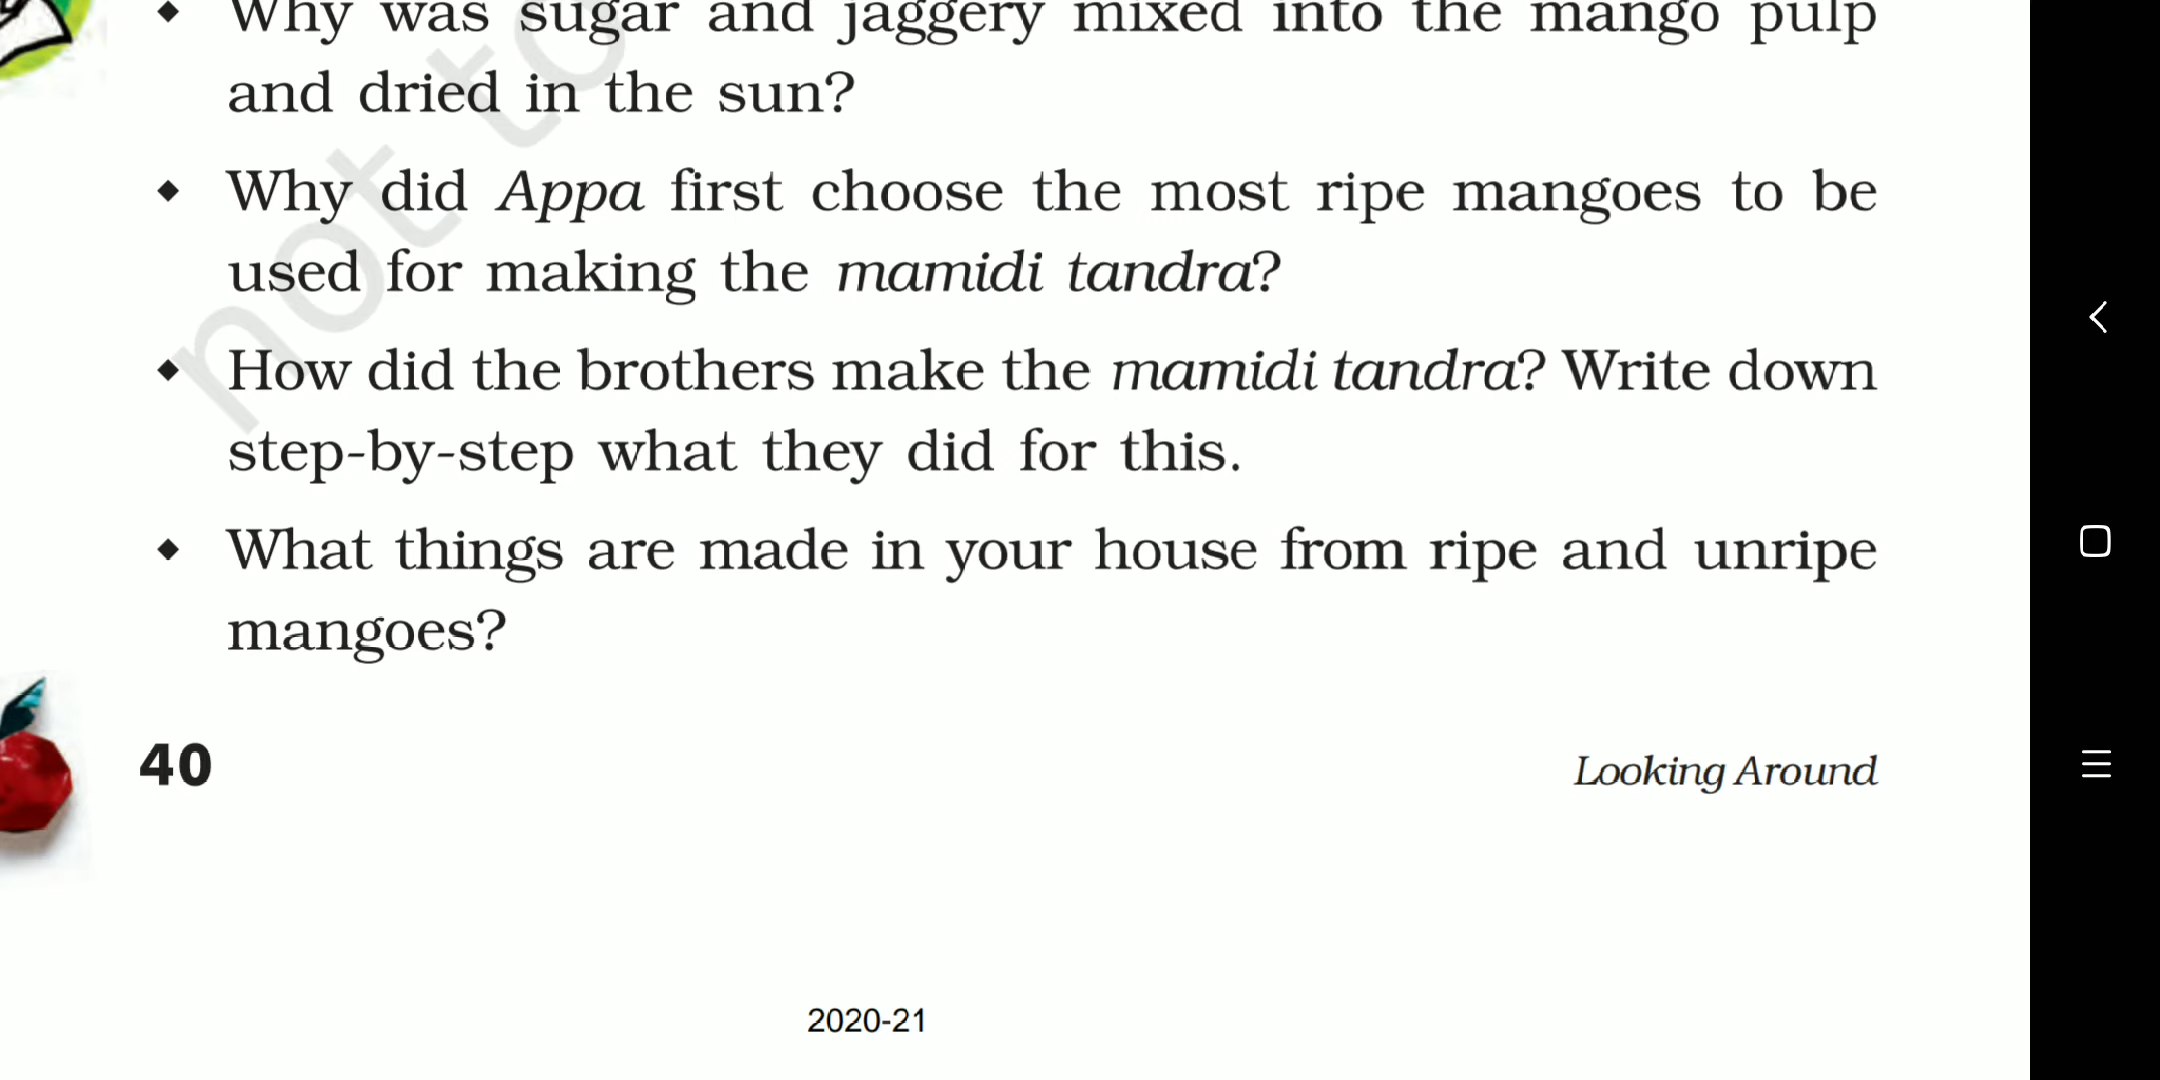 ◆ Why was sugar and jaggery mixed into the mango pulp
and dried in the sun?
◆ Why did Appa first choose the most ripe mangoes to be
used for making the mamidi tandra?
◆ How did the brothers make the mamidi tandra? Write down
step-by-step what they did for this.
◆ What things are made in your house from ripe and unripe
mangoes?
40 Looking Around
2020-21
not to